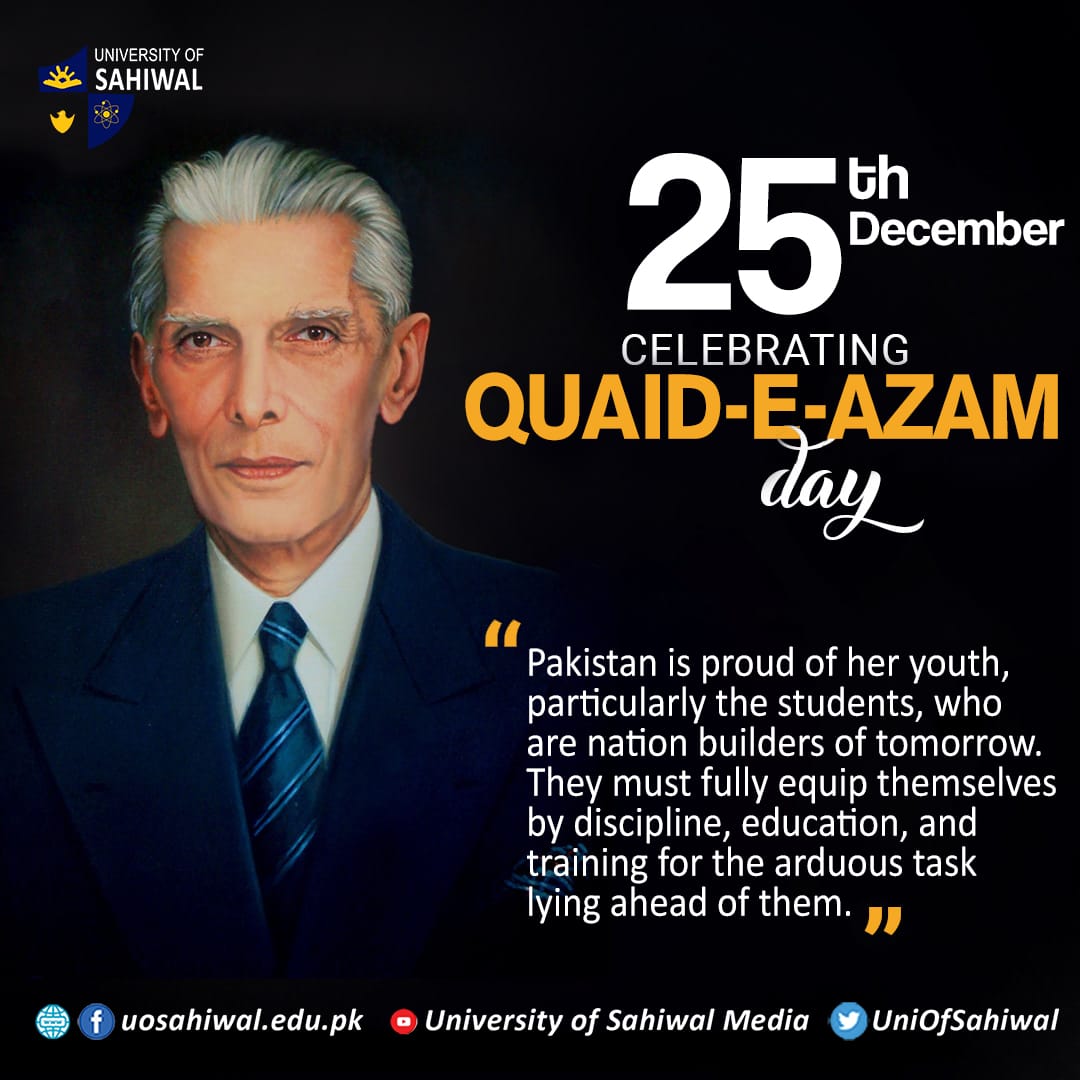 UNIVERSITY OF
SAHIWAL
25th
December
CELEBRATING
QUAID-E-AZAM
day
“Pakistan is proud of her youth,
particularly the students, who
are nation builders of tomorrow.
They must fully equip themselves
by discipline, education, and
training for the arduous task
lying ahead of them.”
uosahiwal.edu.pk University of Sahiwal Media UniOfSahiwal